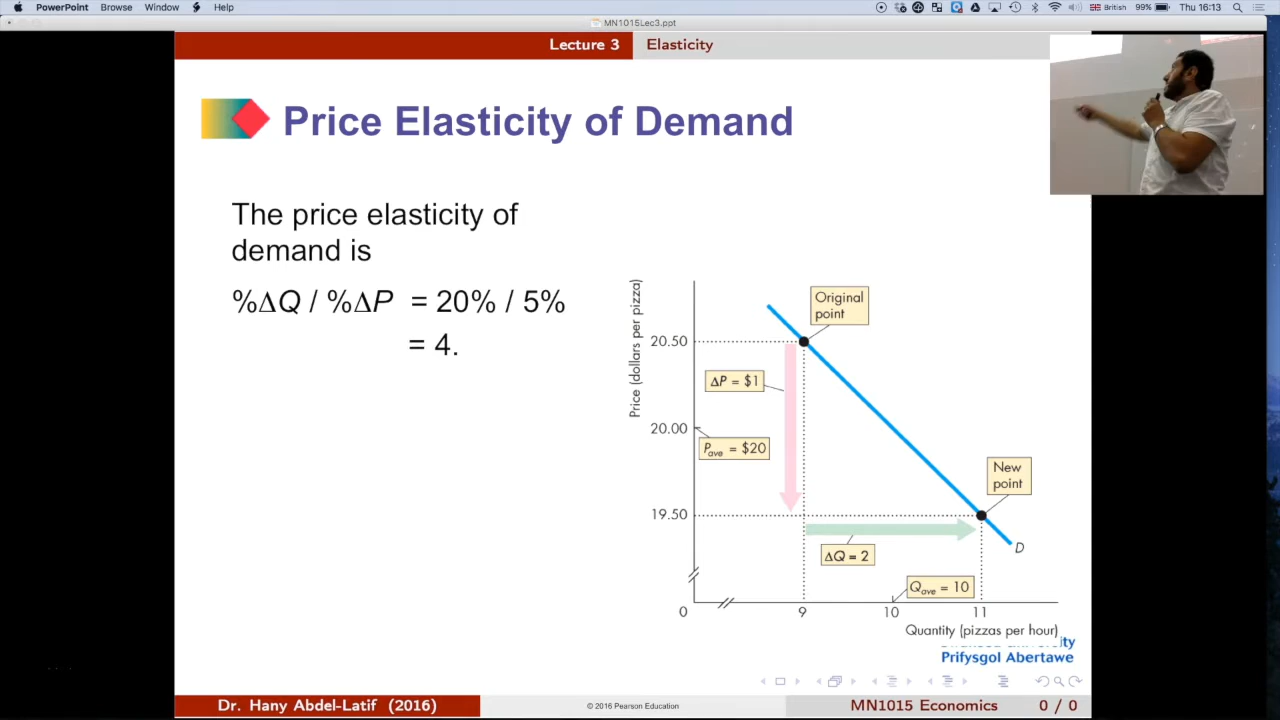 PowerPoint Browse Window Help
British 99% Thu 16:13
MN1015Lec3.ppt
Lecture 3 Elasticity
Price Elasticity of Demand
The price elasticity of
demand is
%ΔQ / %ΔP = 20% / 5%
= 4.
Price (dollars per pizza)
Original
point
20.50
ΔP = $1
20.00
Pave = $20
New
point
19.50
D
ΔQ = 2
Qave = 10
0 9 10 11
Quantity (pizzas per hour)
Prifysgol Abertawe
Dr. Hany Abdel-Latif (2016) © 2016 Pearson Education MN1015 Economics 0 / 0